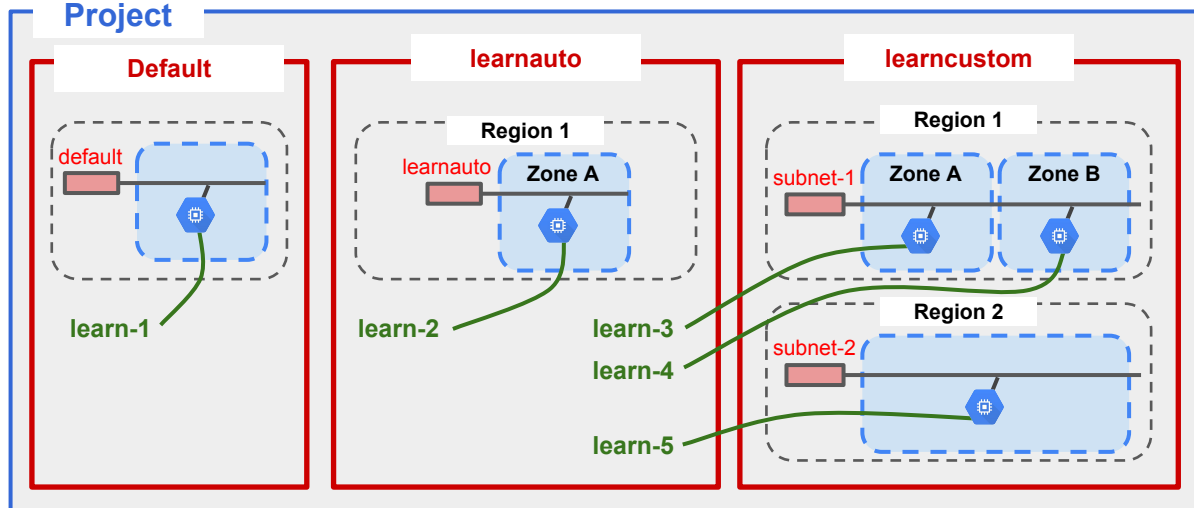 Project
Default
default
learn-1
learnauto
Region 1
learnauto
Zone A
learn-2
learncustom
Region 1
subnet-1
Zone A
Zone B
learn-3
learn-4
Region 2
subnet-2
learn-5